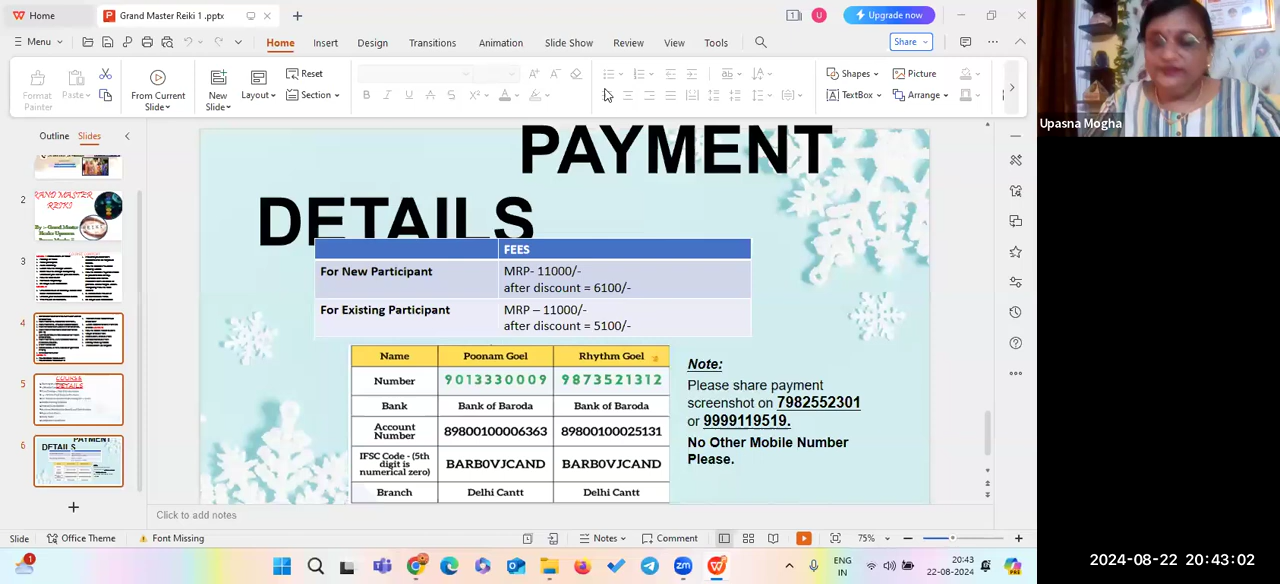 Home
Grand Master Reiki 1 .pptx
Upgrade now
Menu
Home
Insert
Design
Transitions
Animation
Slide Show
Review
View
Tools
Share
Format Painter
Paste
From Current Slide
New Slide
Layout
Reset
Section
Shapes
Picture
TextBox
Arrange
Upasna Mogha
Outline
Slides
2
3
4
5
6
PAYMENT
DETAILS
FEES
For New Participant
MRP- 11000/-
after discount = 6100/-
For Existing Participant
MRP – 11000/-
after discount = 5100/-
Name Poonam Goel Rhythm Goel
Number 9013330009 9873521312
Bank Bank of Baroda Bank of Baroda
Account Number 89800100006363 89800100025131
IFSC Code - (5th digit is numerical zero) BARB0VJCAND BARB0VJCAND
Branch Delhi Cantt Delhi Cantt
Note:
Please share payment
screenshot on 7982552301
or 9999119519.
No Other Mobile Number
Please.
Click to add notes
Slide
Office Theme
Font Missing
Notes
Comment
75%
ENG
IN
20:43
22-08-2024
2024-08-22 20:43:02